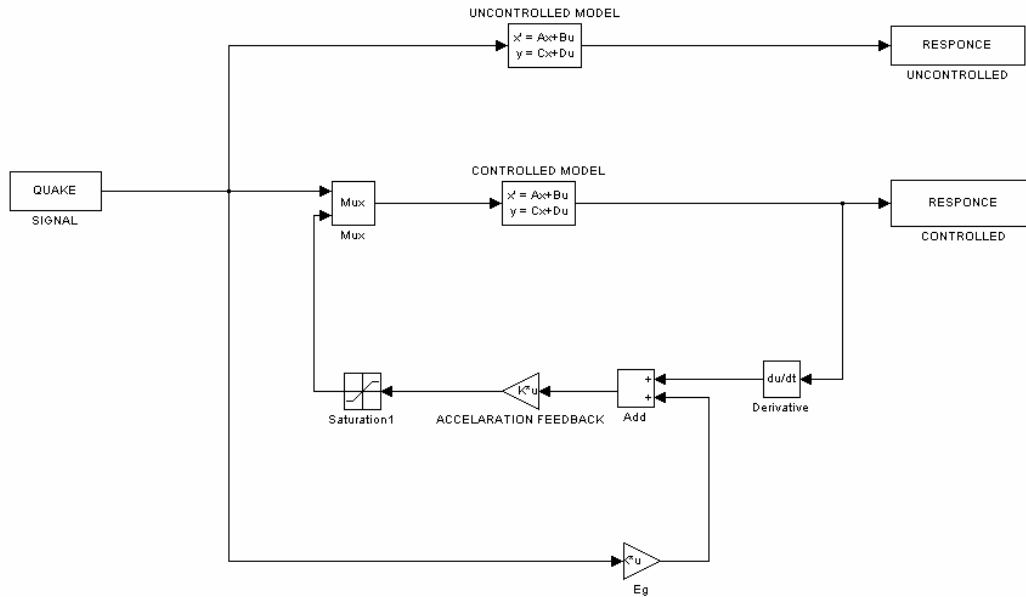 UNCONTROLLED MODEL
x' = Ax+Bu
y = Cx+Du
RESPONCE
UNCONTROLLED
QUAKE
SIGNAL
Mux
Mux
CONTROLLED MODEL
x' = Ax+Bu
y = Cx+Du
RESPONCE
CONTROLLED
Saturation1
K*u
ACCELARATION FEEDBACK
+
+
Add
du/dt
Derivative
K*u
Eg